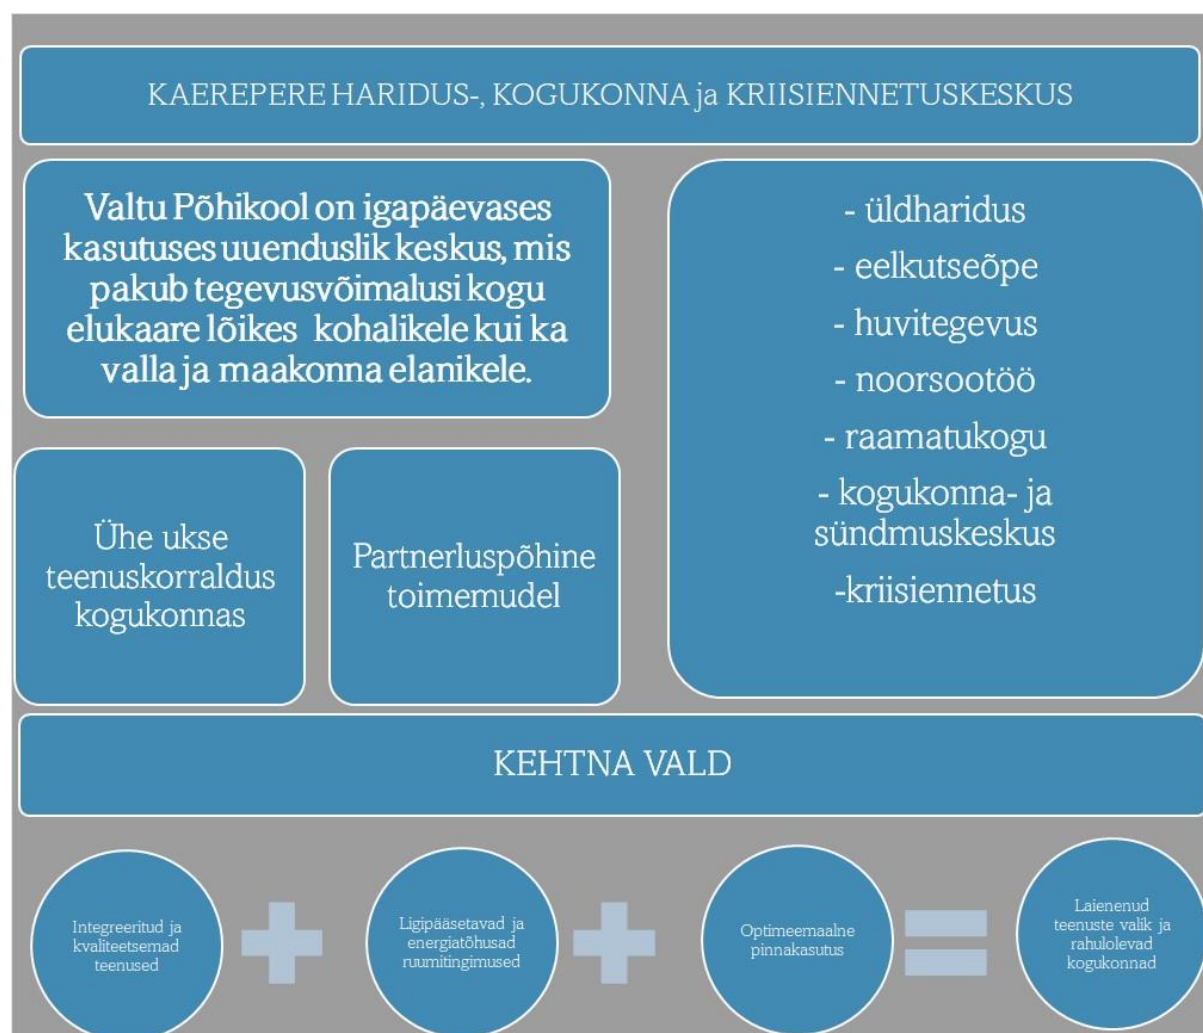 KAEREPERE HARIDUS-, KOGUKONNA ja KRIISIENNETUSKESKUS
Valtu Põhikool on igapäevases
kasutuses uuenduslik keskus, mis
pakub tegevusvõimalusi kogu
elukaare lõikes kohalikele kui ka
valla ja maakonna elanikele.
- üldharidus
- eelkutseõpe
- huvitegevus
- noorsootöö
- raamatukogu
- kogukonna- ja
sündmuskeskus
-kriisiennetus
Ühe ukse
teenuskorraldus
kogukonnas
Partnerluspõhine
toimemudel
KEHTNA VALD
Integreeritud ja
kvaliteetsemad
teenused
+
Ligipääsetavad ja
energiatõhusad
ruumitingimused
+
Optimeemaalne
pinnakasutus
=
Laienenud
teenuste valik ja
rahulolevad
kogukonnad